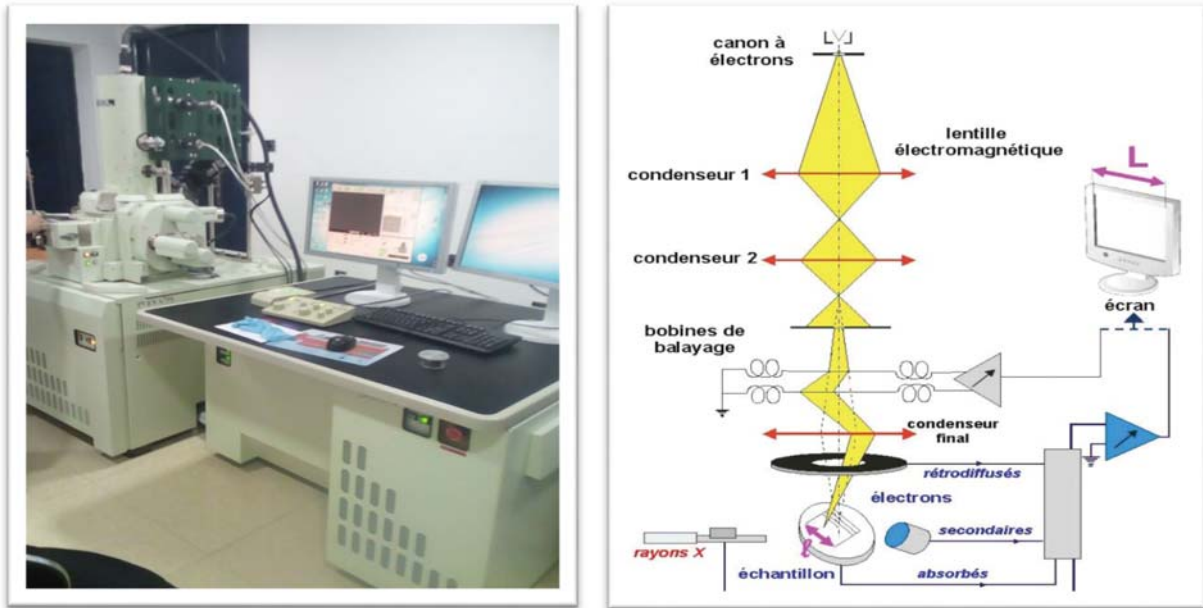 canon à
électrons
lentille
électromagnétique
condenseur 1
L
condenseur 2
écran
bobines de
balayage
condenseur
final
rétrodiffusés
électrons
secondaires
rayons X
ℓ
échantillon
absorbés